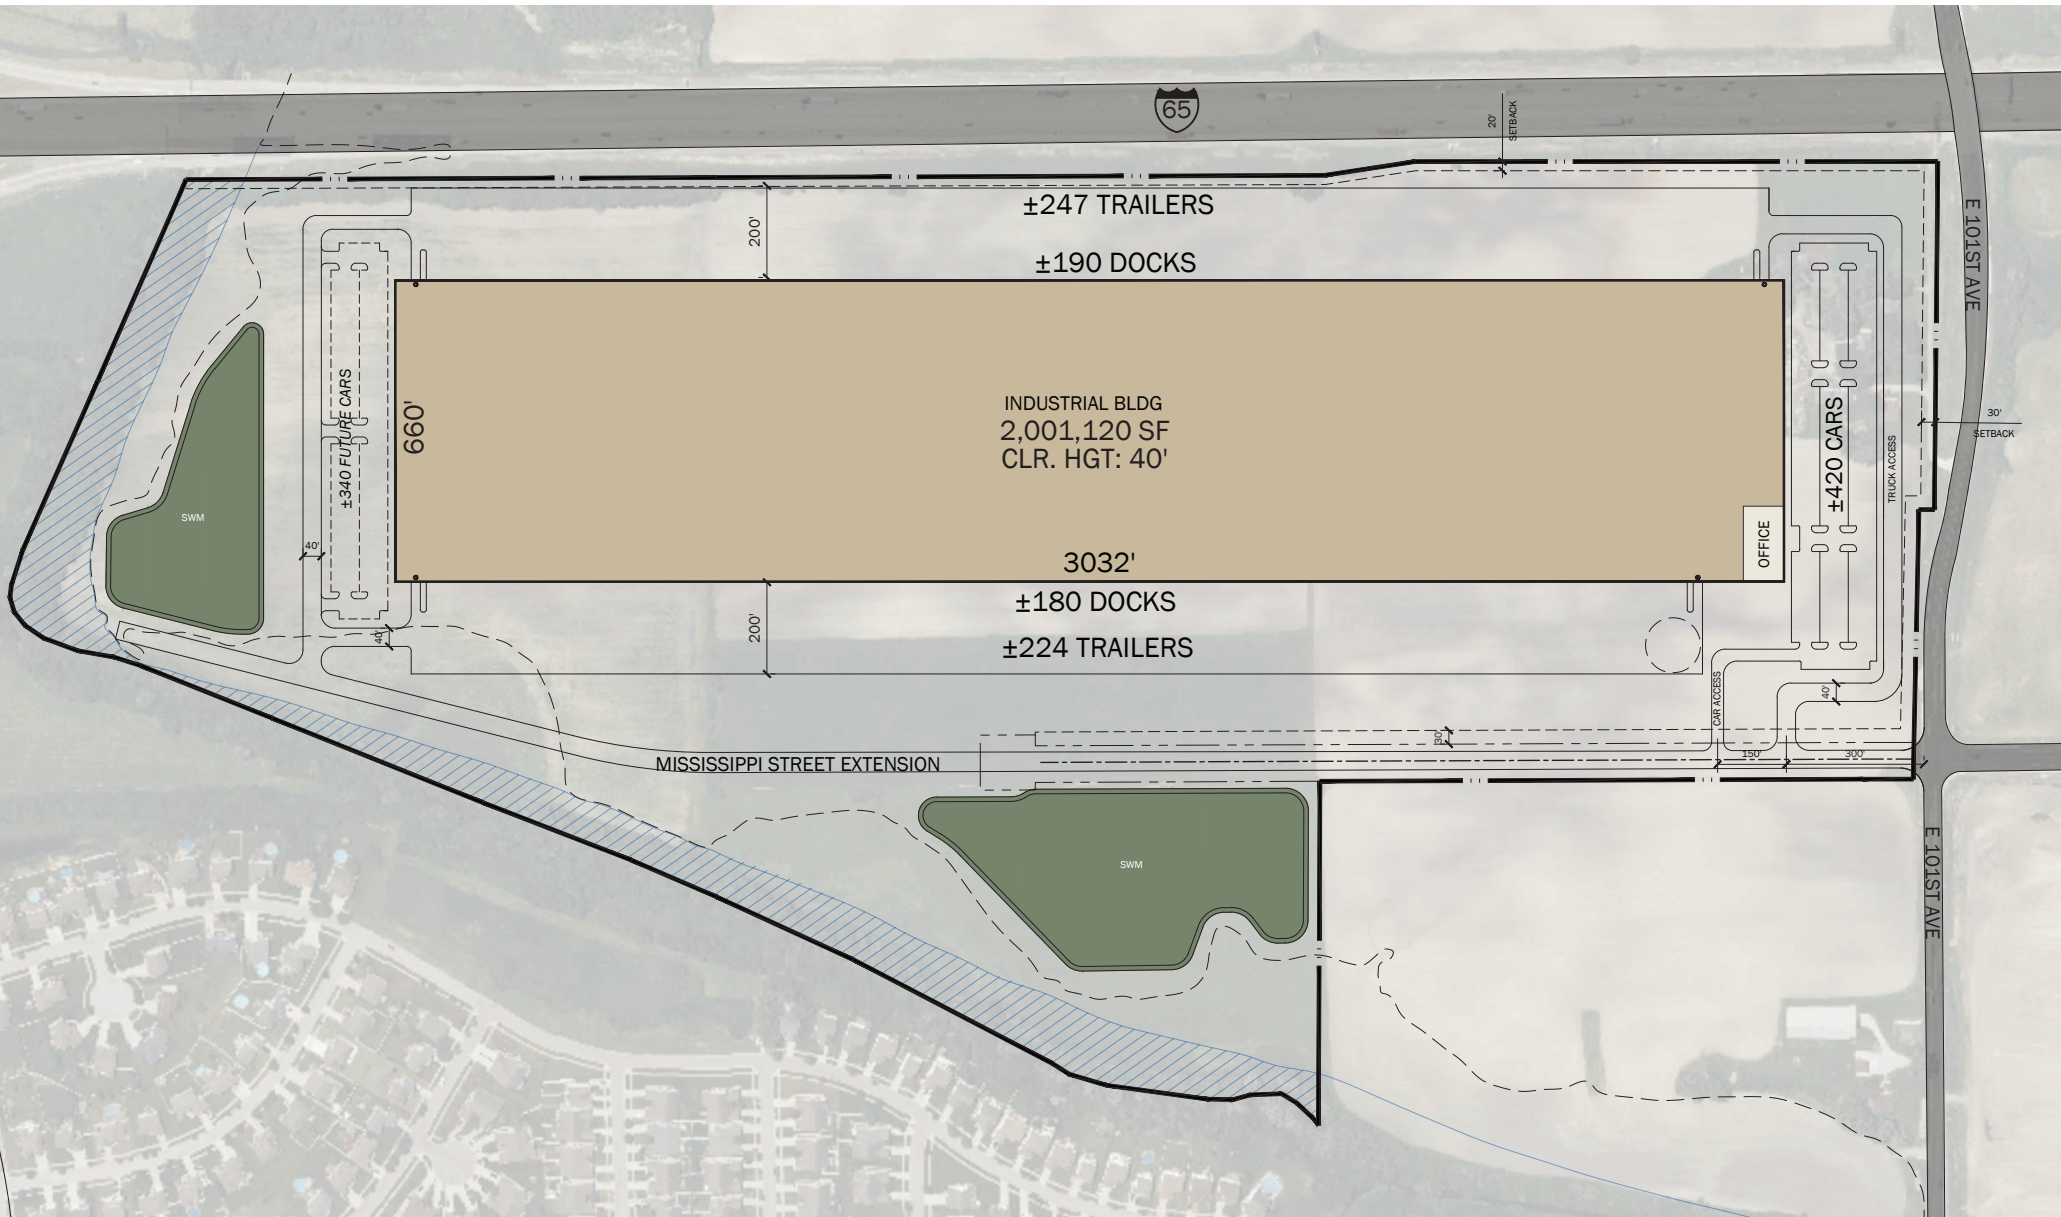 65
20'
SETBACK
±247 TRAILERS
200'
±190 DOCKS
E 101ST AVE
INDUSTRIAL BLDG
2,001,120 SF
CLR. HGT: 40'
660'
±340 FUTURE CARS
±420 CARS
TRUCK ACCESS
30'
SETBACK
SWM
40'
OFFICE
3032'
±180 DOCKS
200'
40'
±224 TRAILERS
CAR ACCESS
40'
30'
150'
300'
MISSISSIPPI STREET EXTENSION
SWM
E 101ST AVE